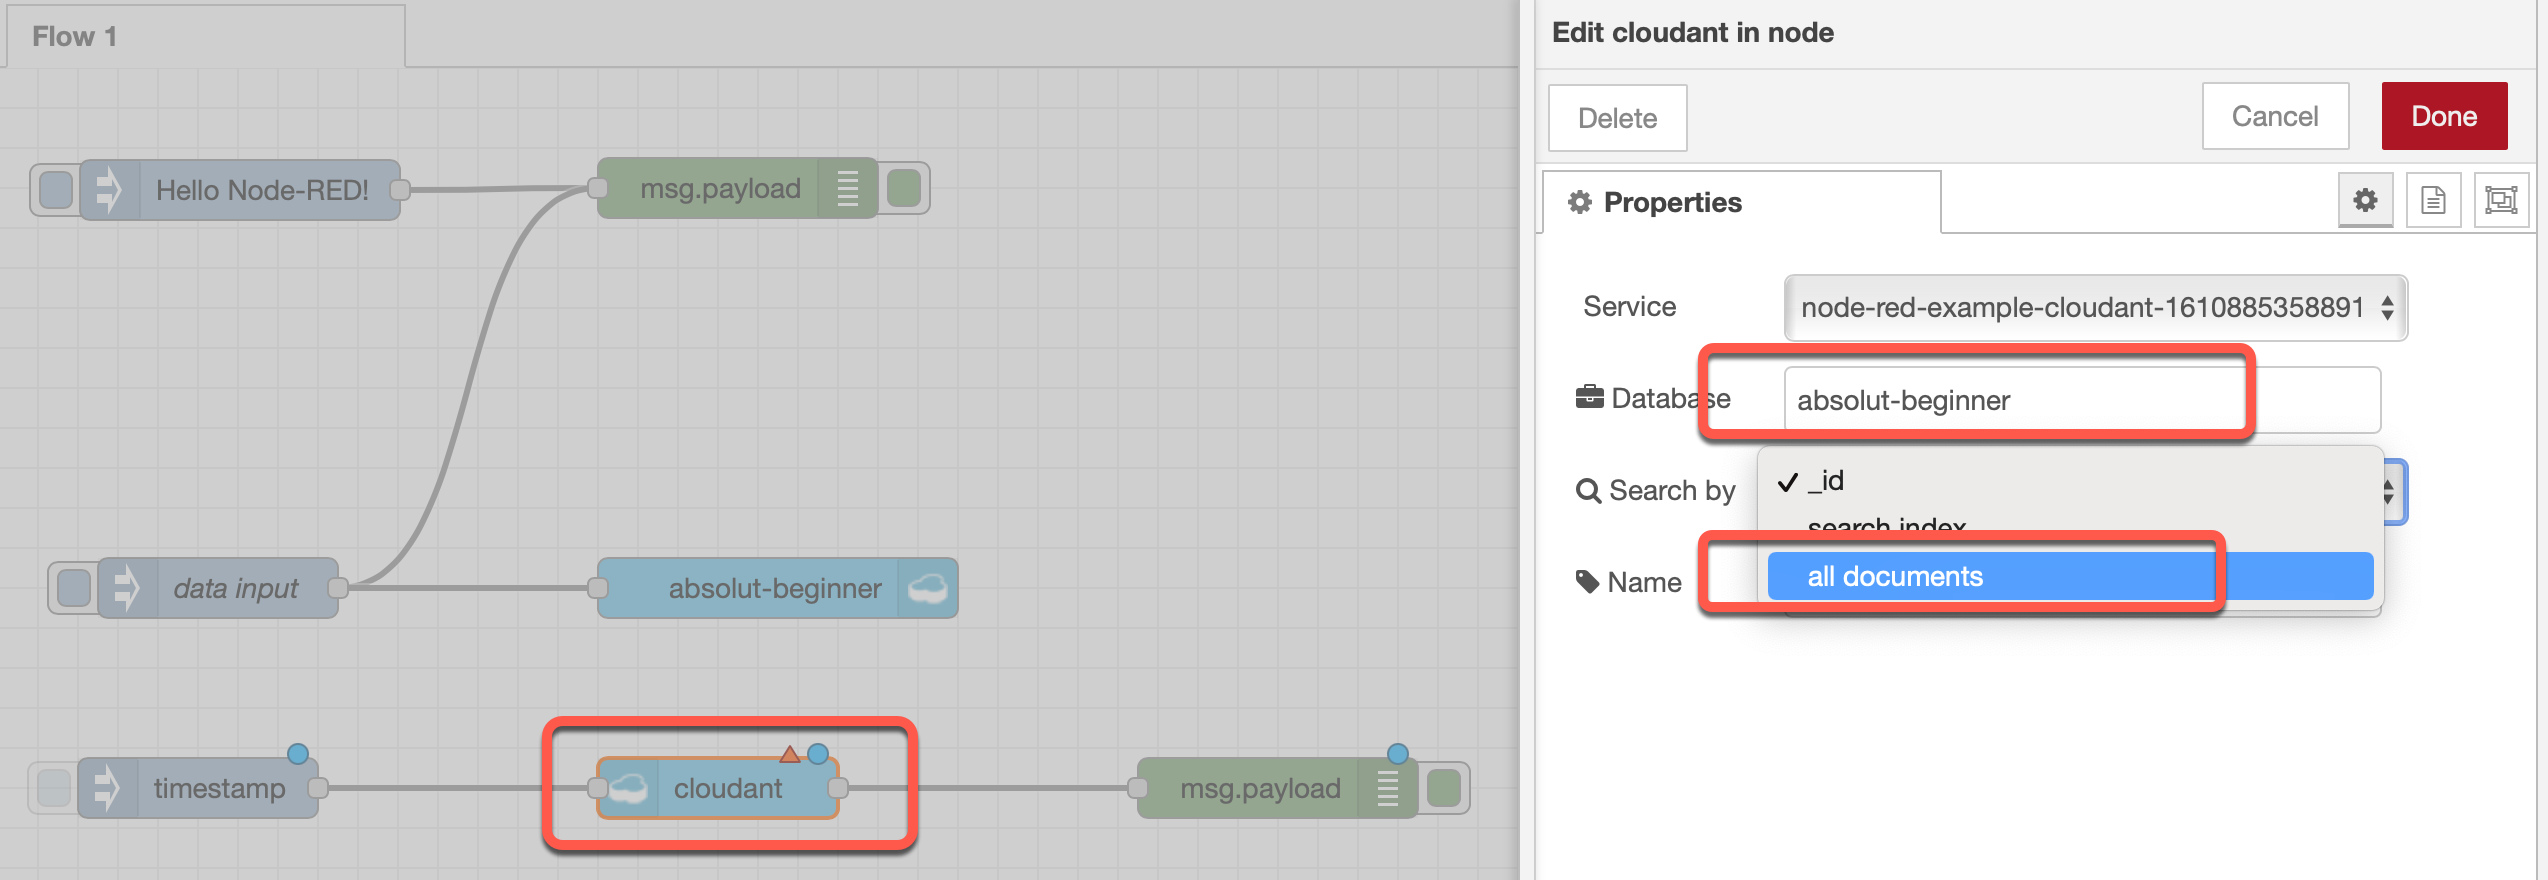 Flow 1
Hello Node-RED!
msg.payload
data input
absolut-beginner
timestamp
cloudant
msg.payload
Edit cloudant in node
Delete
Cancel
Done
Properties
Service
node-red-example-cloudant-1610885358891
Database
absolut-beginner
Search by
_id
search index
all documents
Name